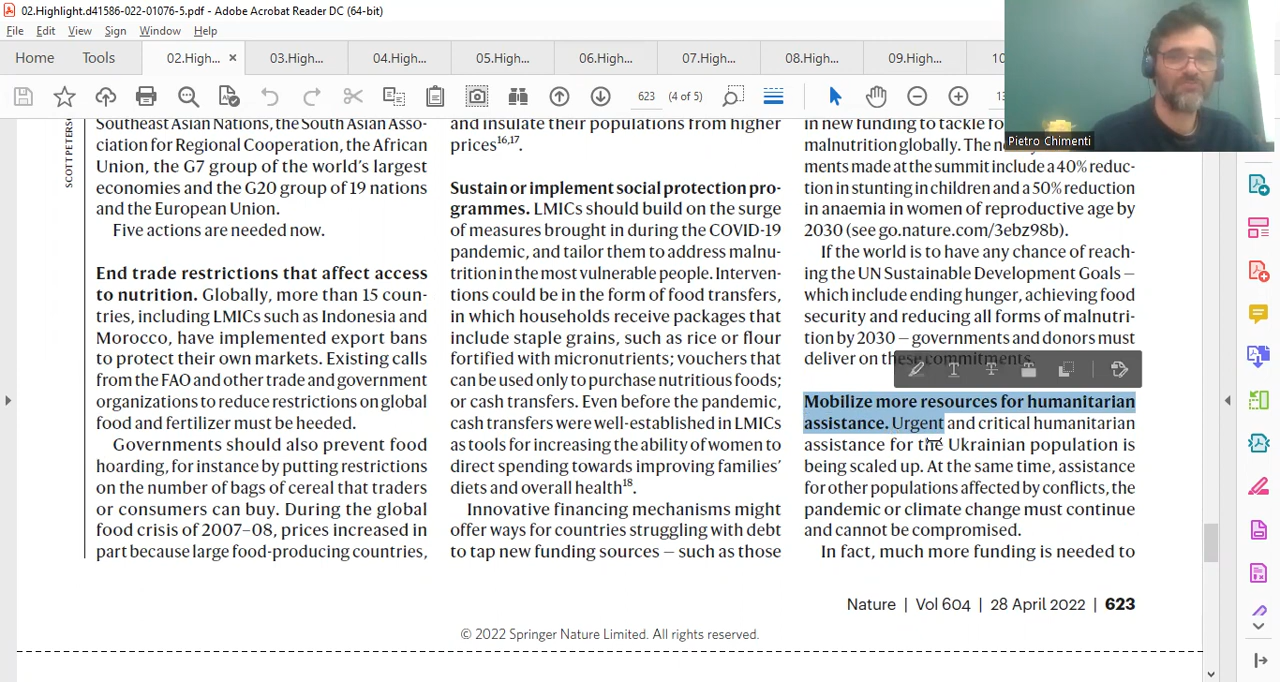 02.Highlight.d41586-022-01076-5.pdf - Adobe Acrobat Reader DC (64-bit)
File Edit View Sign Window Help
Home Tools 02.High... × 03.High... 04.High... 05.High... 06.High... 07.High... 08.High... 09.High... 10
623 (4 of 5) 13
Pietro Chimenti
SCOTT PETERS
Southeast Asian Nations, the South Asian Asso-
ciation for Regional Cooperation, the African
Union, the G7 group of the world's largest
economies and the G20 group of 19 nations
and the European Union.
Five actions are needed now.
End trade restrictions that affect access
to nutrition. Globally, more than 15 coun-
tries, including LMICs such as Indonesia and
Morocco, have implemented export bans
to protect their own markets. Existing calls
from the FAO and other trade and government
organizations to reduce restrictions on global
food and fertilizer must be heeded.
Governments should also prevent food
hoarding, for instance by putting restrictions
on the number of bags of cereal that traders
or consumers can buy. During the global
food crisis of 2007–08, prices increased in
part because large food-producing countries,
and insulate their populations from higher
prices16,17.
Sustain or implement social protection pro-
grammes. LMICs should build on the surge
of measures brought in during the COVID-19
pandemic, and tailor them to address malnu-
trition in the most vulnerable people. Interven-
tions could be in the form of food transfers,
in which households receive packages that
include staple grains, such as rice or flour
fortified with micronutrients; vouchers that
can be used only to purchase nutritious foods;
or cash transfers. Even before the pandemic,
cash transfers were well-established in LMICs
as tools for increasing the ability of women to
direct spending towards improving families'
diets and overall health18.
Innovative financing mechanisms might
offer ways for countries struggling with debt
to tap new funding sources — such as those
in new funding to tackle fo
malnutrition globally. The n
ments made at the summit include a 40% reduc-
tion in stunting in children and a 50% reduction
in anaemia in women of reproductive age by
2030 (see go.nature.com/3ebz98b).
If the world is to have any chance of reach-
ing the UN Sustainable Development Goals —
which include ending hunger, achieving food
security and reducing all forms of malnutri-
tion by 2030 — governments and donors must
deliver on these commitments.
Mobilize more resources for humanitarian
assistance. Urgent and critical humanitarian
assistance for the Ukrainian population is
being scaled up. At the same time, assistance
for other populations affected by conflicts, the
pandemic or climate change must continue
and cannot be compromised.
In fact, much more funding is needed to
Nature | Vol 604 | 28 April 2022 | 623
© 2022 Springer Nature Limited. All rights reserved.